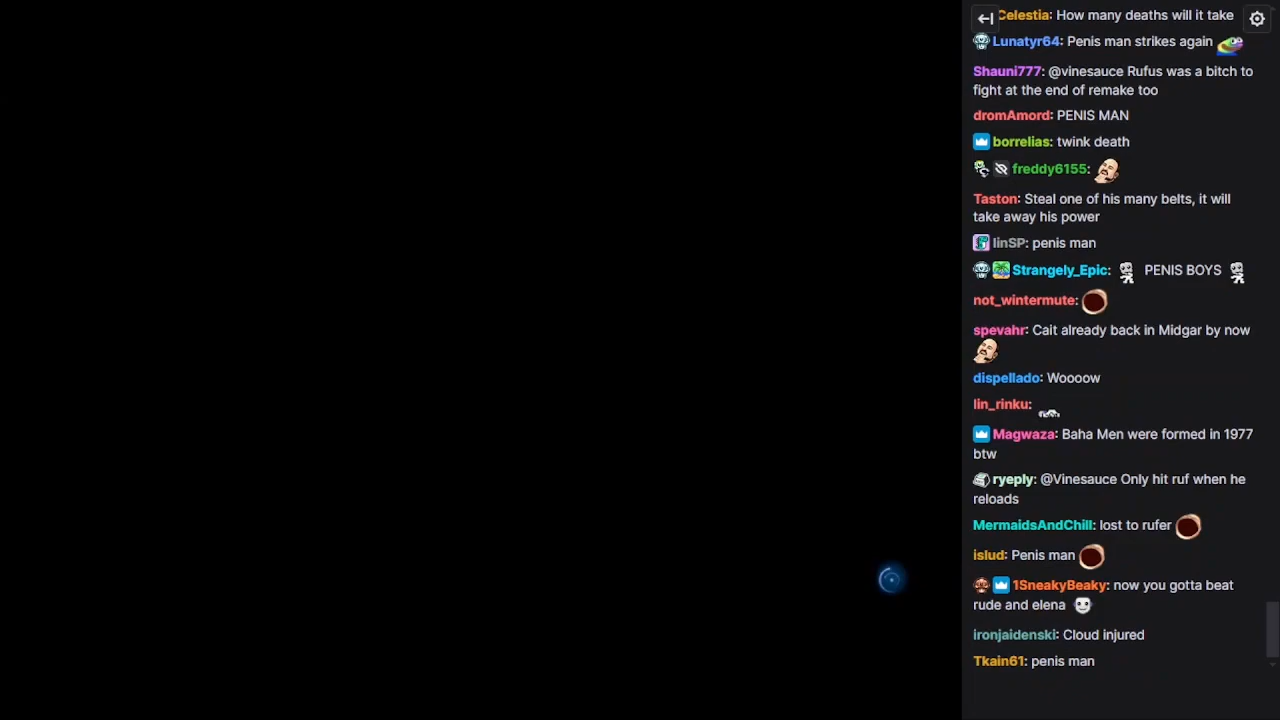 Celestia: How many deaths will it take
Lunatyr64: Penis man strikes again
Shauni777: @vinesauce Rufus was a bitch to
fight at the end of remake too
dromAmord: PENIS MAN
borrelias: twink death
freddy6155:
Taston: Steal one of his many belts, it will
take away his power
linSP: penis man
Strangely_Epic: PENIS BOYS
not_wintermute:
spevahr: Cait already back in Midgar by now
dispellado: Woooow
lin_rinku:
Magwaza: Baha Men were formed in 1977
btw
ryeply: @Vinesauce Only hit ruf when he
reloads
MermaidsAndChill: lost to rufer
islud: Penis man
1SneakyBeaky: now you gotta beat
rude and elena
ironjaidenski: Cloud injured
Tkain61: penis man